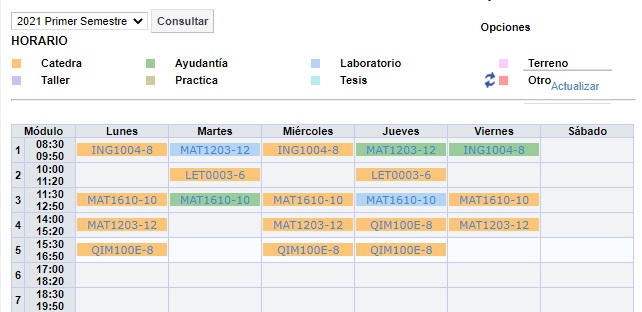 2021 Primer Semestre Consultar
Opciones
HORARIO
Catedra Ayudantía Laboratorio Terreno
Taller Practica Tesis Otro
Actualizar
Módulo Lunes Martes Miércoles Jueves Viernes Sábado
1 08:30 09:50 ING1004-8 MAT1203-12 ING1004-8 MAT1203-12 ING1004-8
2 10:00 11:20 LET0003-6 LET0003-6
3 11:30 12:50 MAT1610-10 MAT1610-10 MAT1610-10 MAT1610-10 MAT1610-10
4 14:00 15:20 MAT1203-12 MAT1203-12 QIM100E-8 MAT1203-12
5 15:30 16:50 QIM100E-8 QIM100E-8 QIM100E-8
6 17:00 18:20
7 18:30 19:50